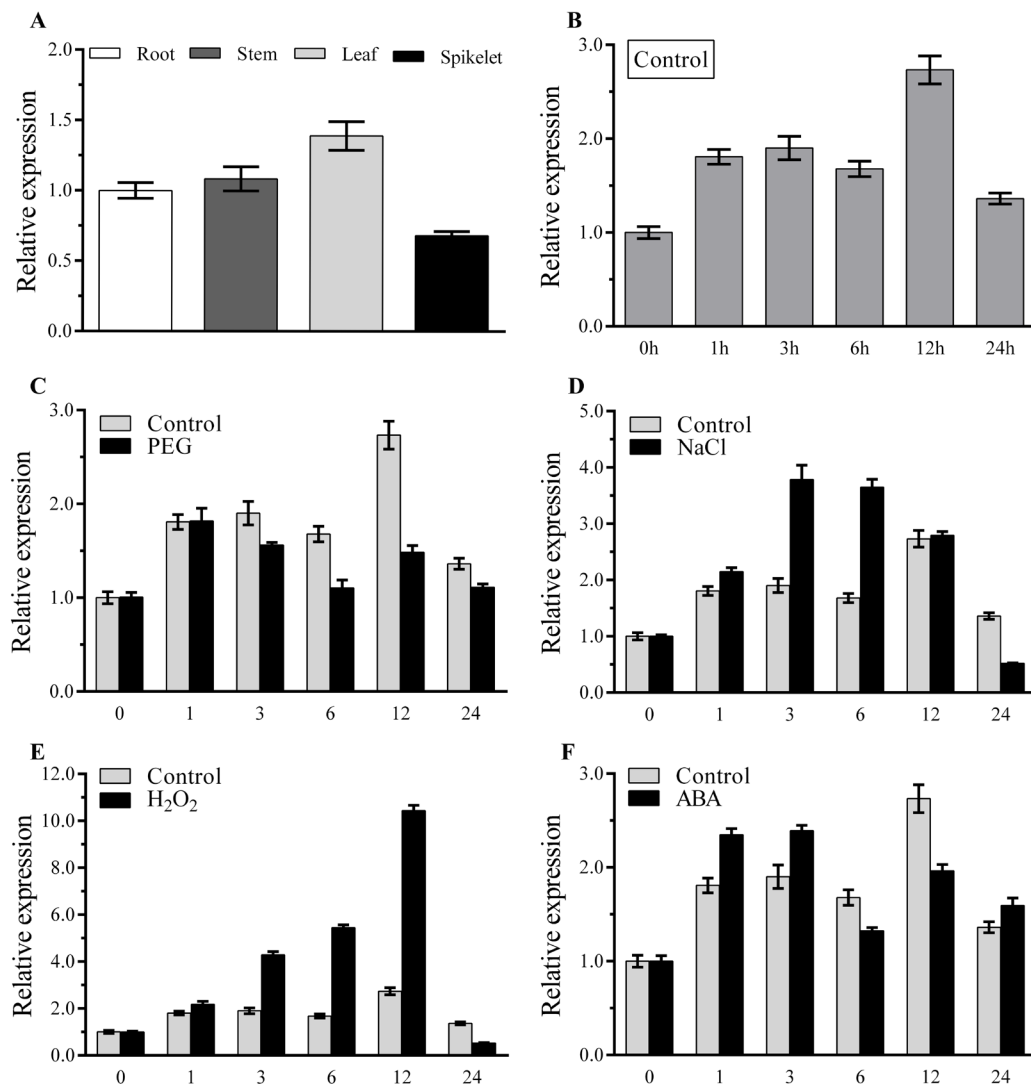 A
Root Stem Leaf Spikelet
Relative expression
2.0
1.5
1.0
0.5
0.0
B
Control
Relative expression
3.0
2.0
1.0
0.0
0h 1h 3h 6h 12h 24h
C
Control
PEG
Relative expression
3.0
2.0
1.0
0.0
0 1 3 6 12 24
D
Control
NaCl
Relative expression
5.0
4.0
3.0
2.0
1.0
0.0
0 1 3 6 12 24
E
Control
H₂O₂
Relative expression
12.0
10.0
8.0
6.0
4.0
2.0
0.0
0 1 3 6 12 24
F
Control
ABA
Relative expression
3.0
2.0
1.0
0.0
0 1 3 6 12 24